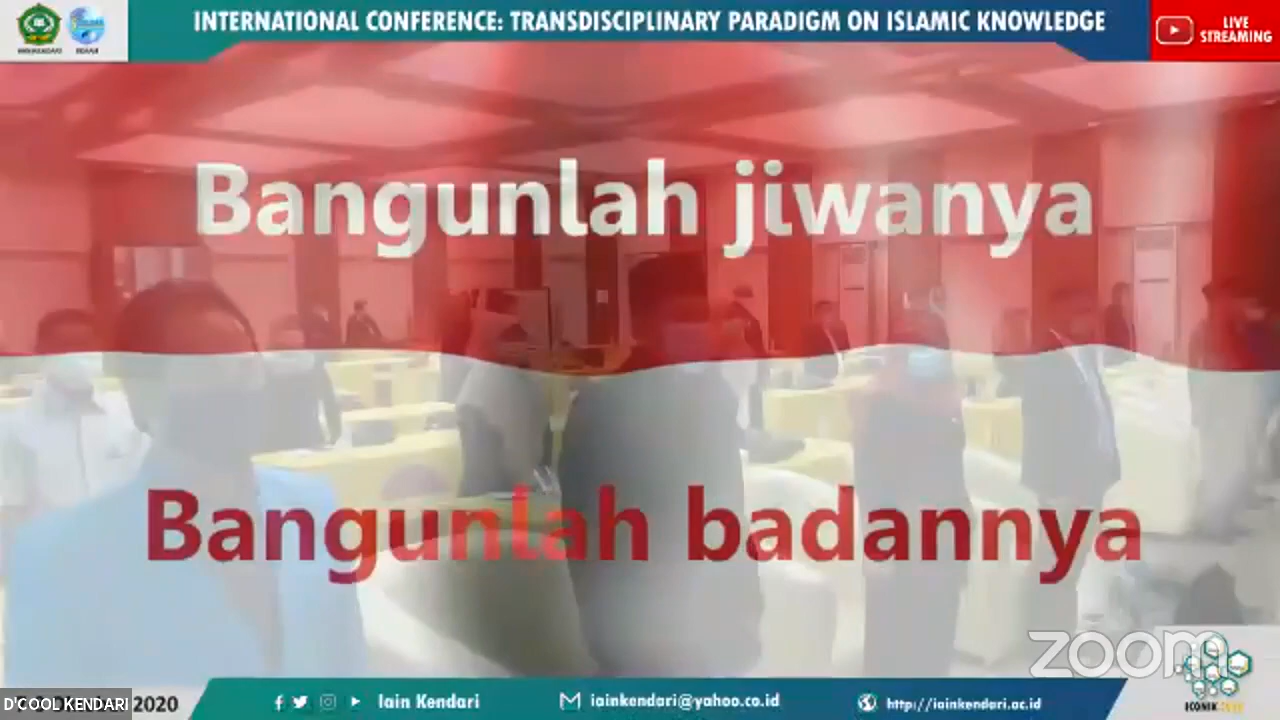 INTERNATIONAL CONFERENCE: TRANSDISCIPLINARY PARADIGM ON ISLAMIC KNOWLEDGE
LIVE
STREAMING
Bangunlah jiwanya
Bangunlah badannya
zoom
D'COOL KENDARI
2020
Iain Kendari
iainkendari@yahoo.co.id
http://iainkendari.ac.id
ICONIK